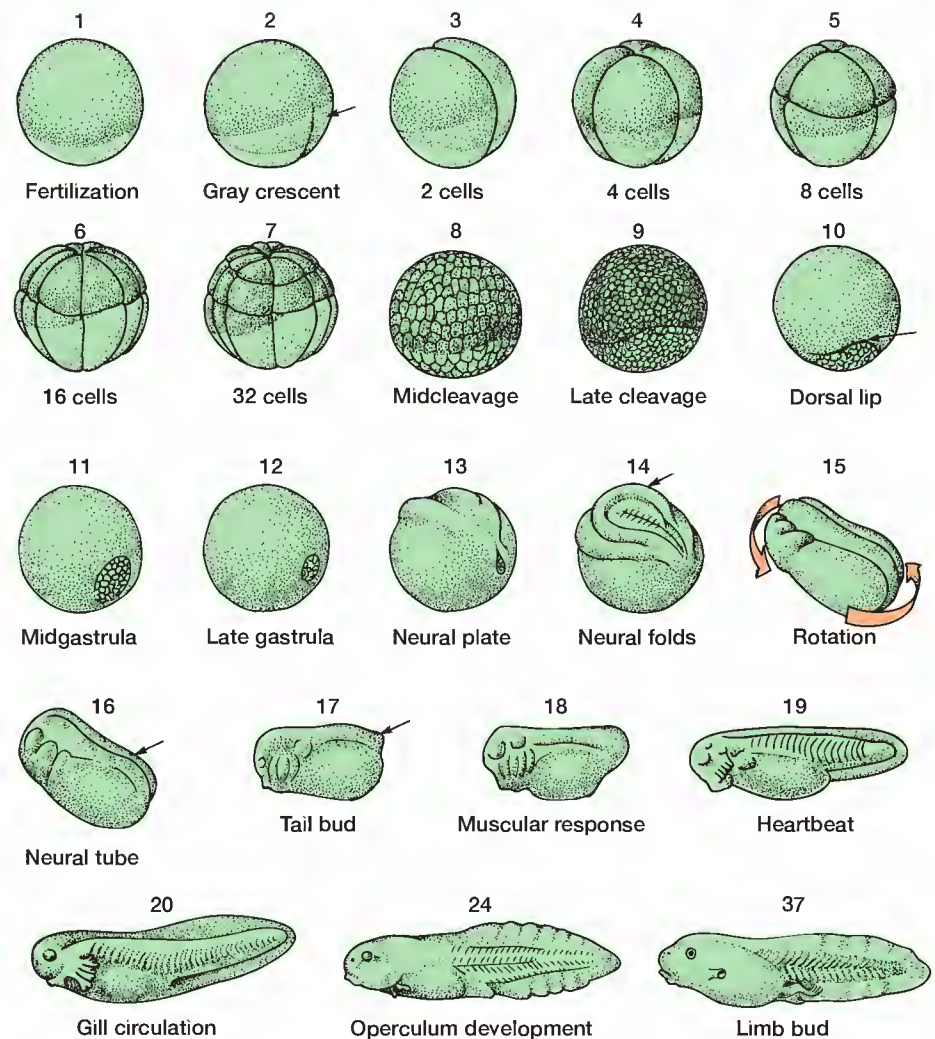 1 2 3 4 5
Fertilization Gray crescent 2 cells 4 cells 8 cells
6 7 8 9 10
16 cells 32 cells Midcleavage Late cleavage Dorsal lip
11 12 13 14 15
Midgastrula Late gastrula Neural plate Neural folds Rotation
16 17 18 19
Neural tube Tail bud Muscular response Heartbeat
20 24 37
Gill circulation Operculum development Limb bud